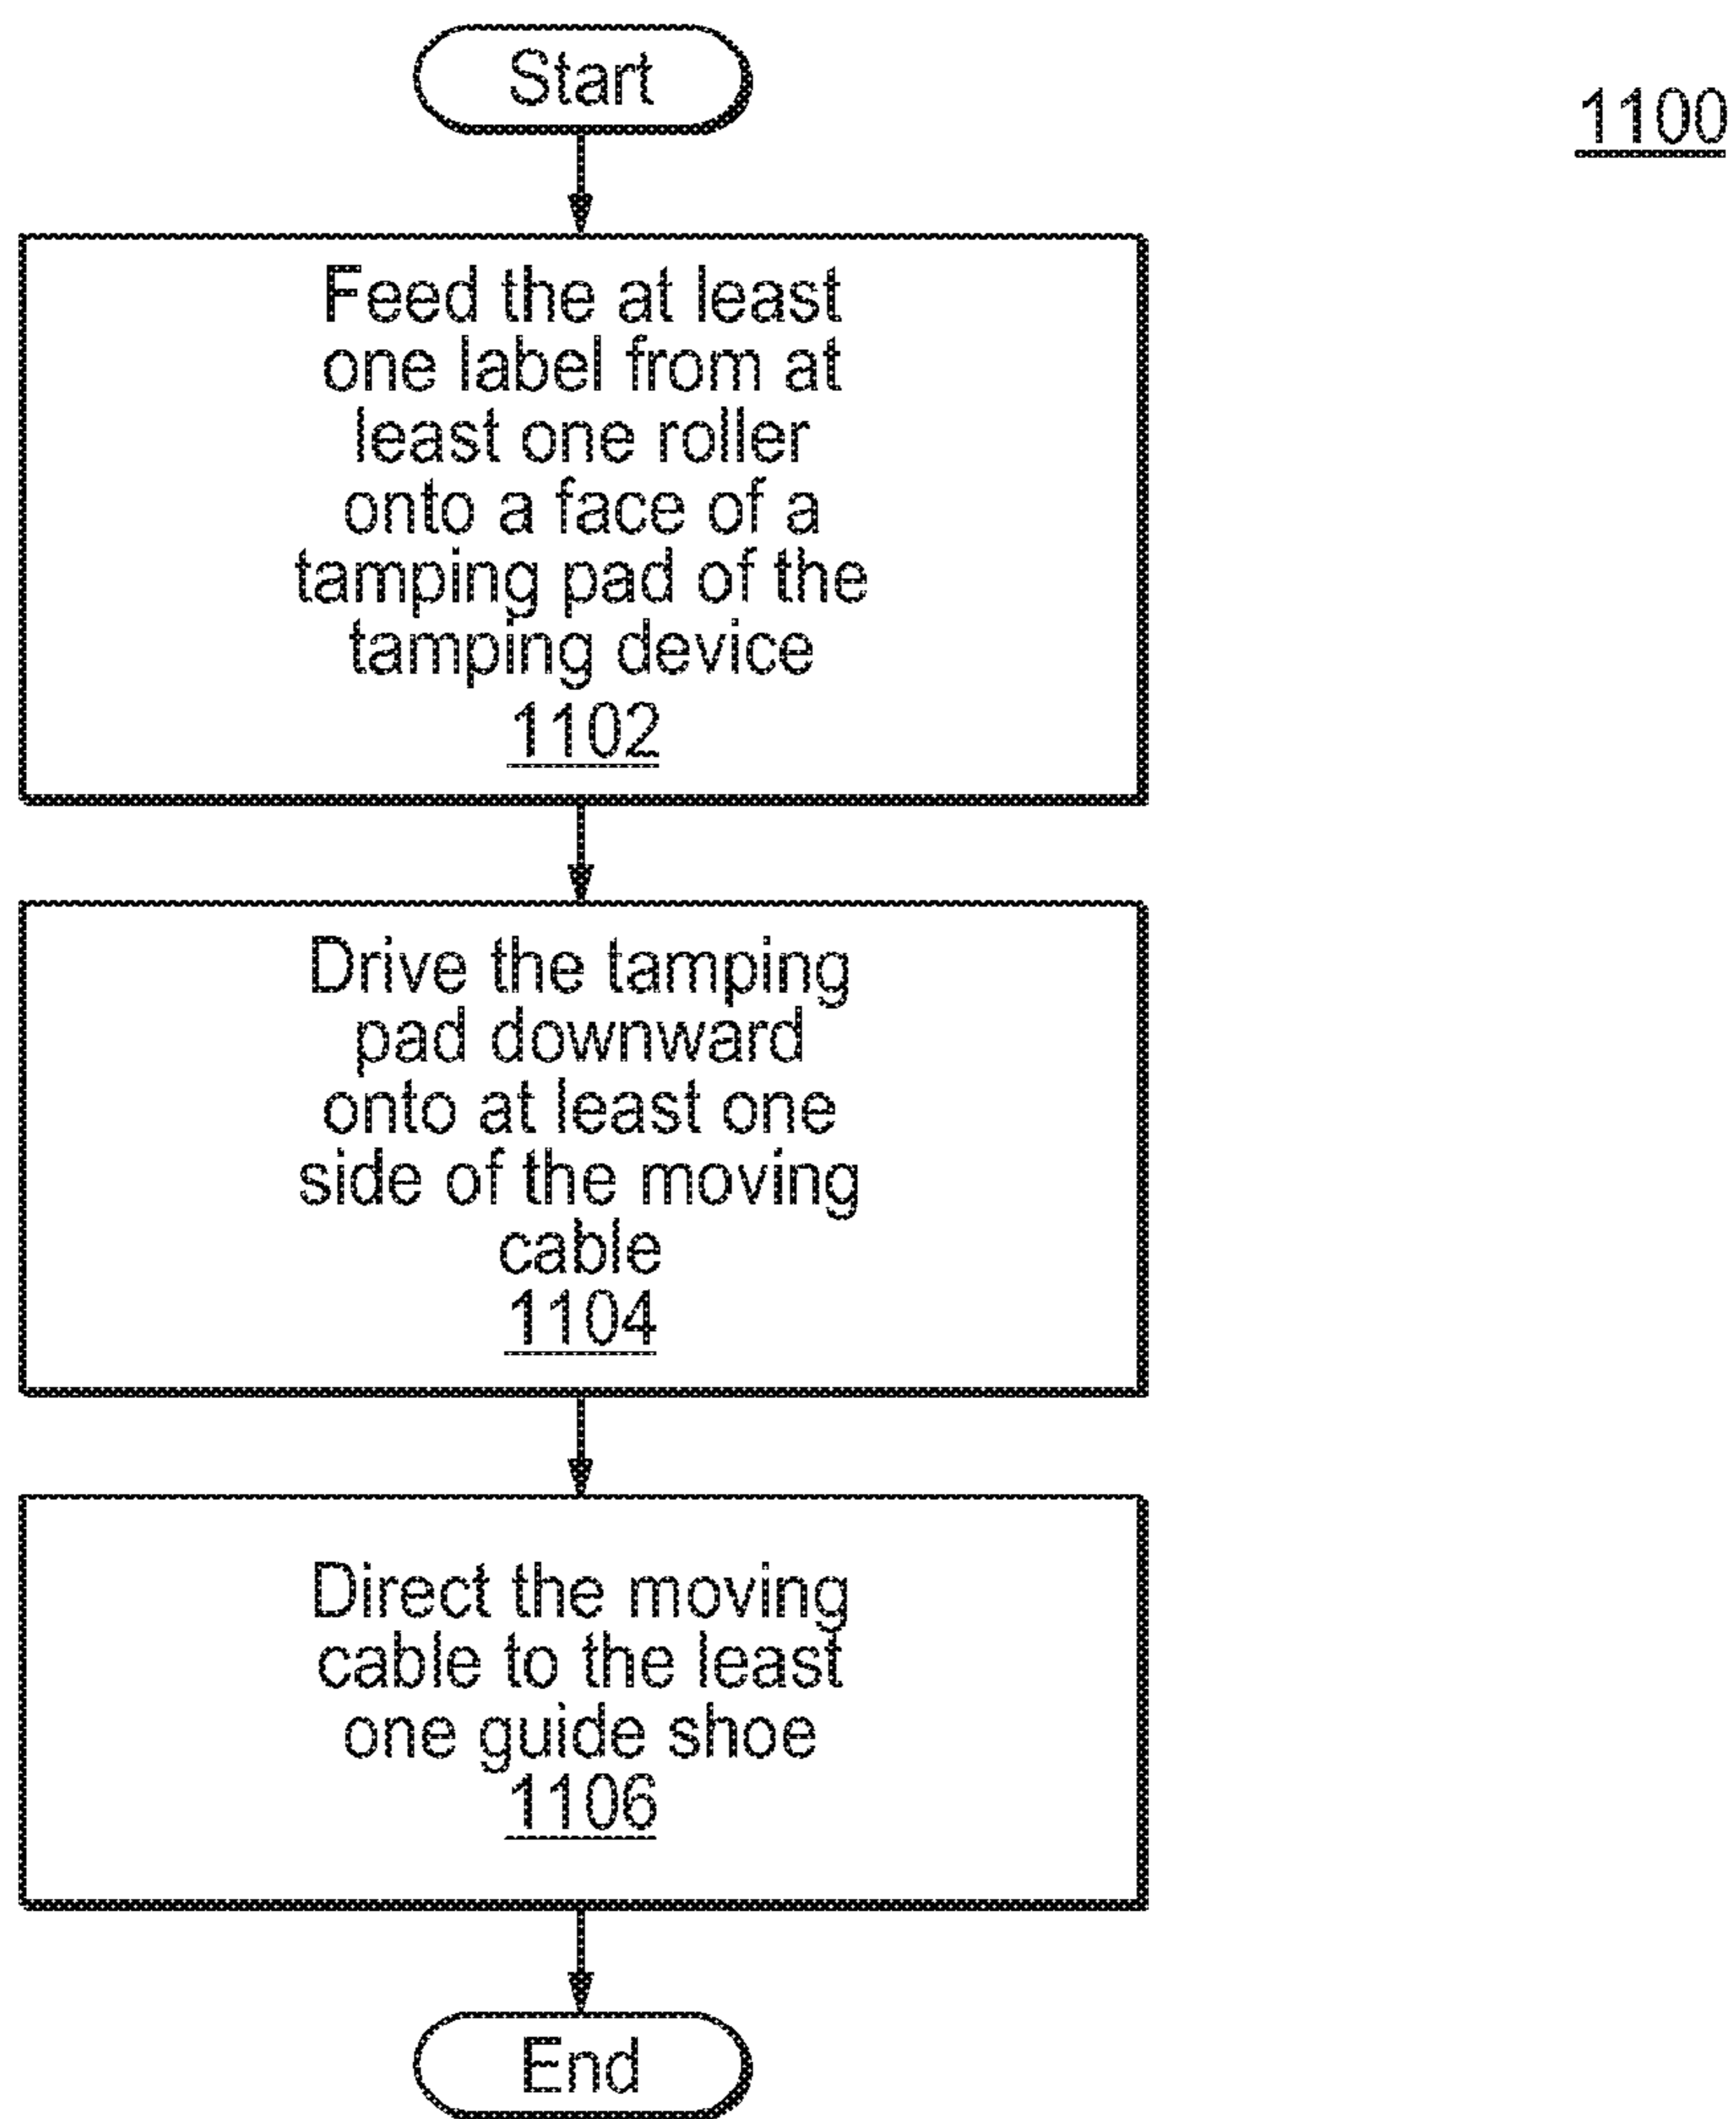 Start
1100
Feed the at least
one label from at
least one roller
onto a face of a
tamping pad of the
tamping device
1102
Drive the tamping
pad downward
onto at least one
side of the moving
cable
1104
Direct the moving
cable to the least
one guide shoe
1106
End